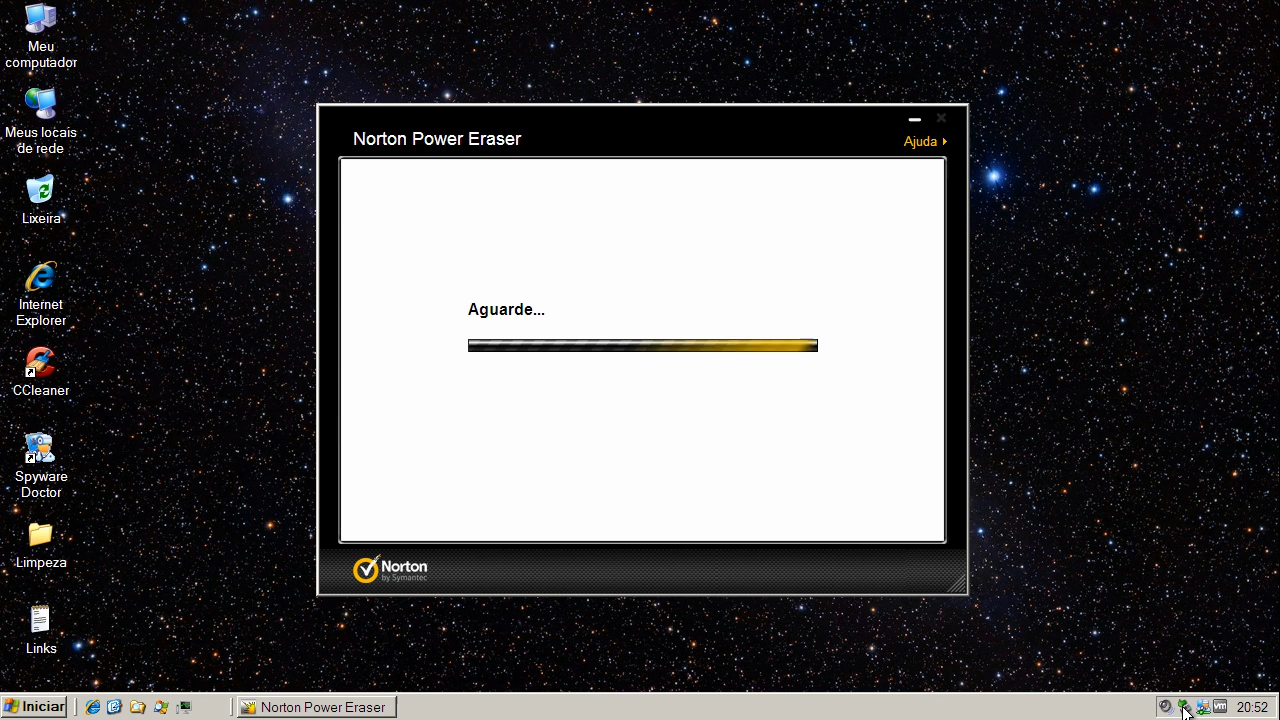 Meu
computador
Meus locais
de rede
Lixeira
Internet
Explorer
CCleaner
Spyware
Doctor
Limpeza
Links
Norton Power Eraser
Ajuda
Aguarde...
Norton
by Symantec
Iniciar
Norton Power Eraser
vm
20:52